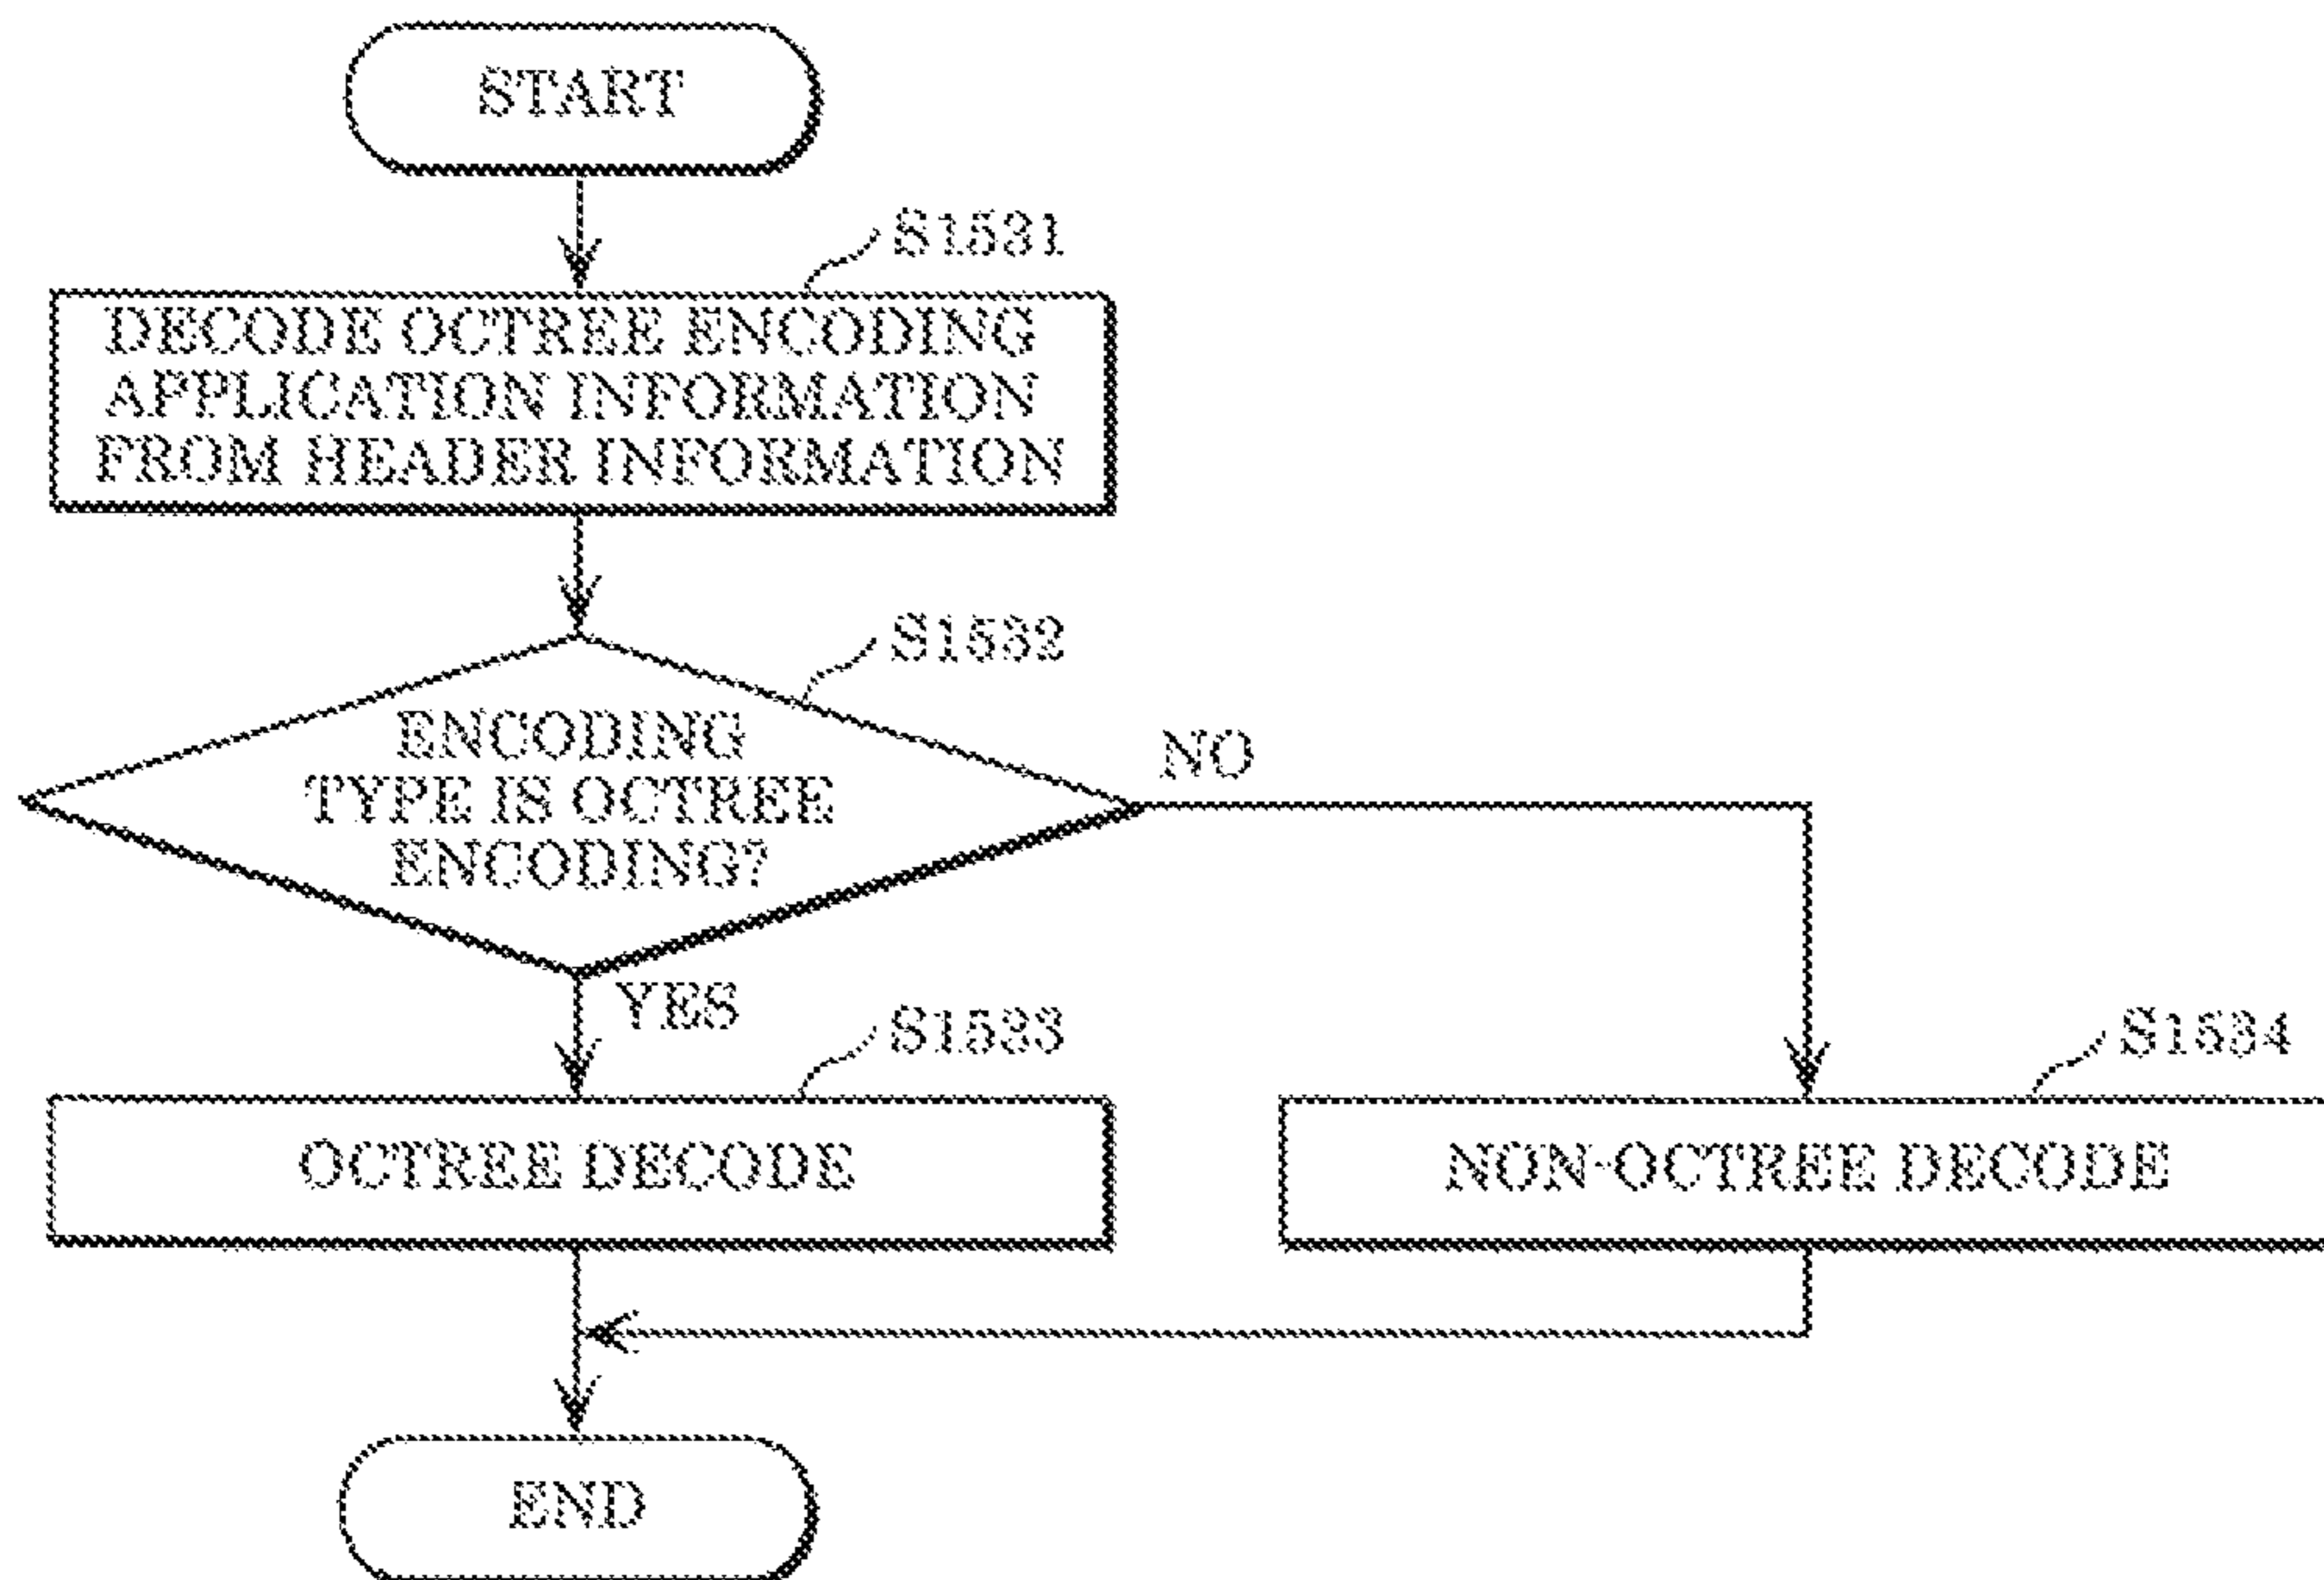 START
S1531
DECODE OCTREE ENCODING
APPLICATION INFORMATION
FROM HEADER INFORMATION
S1532
ENCODING
TYPE IS OCTREE
ENCODING?
NO
YES
S1533
S1534
OCTREE DECODE
NON-OCTREE DECODE
END